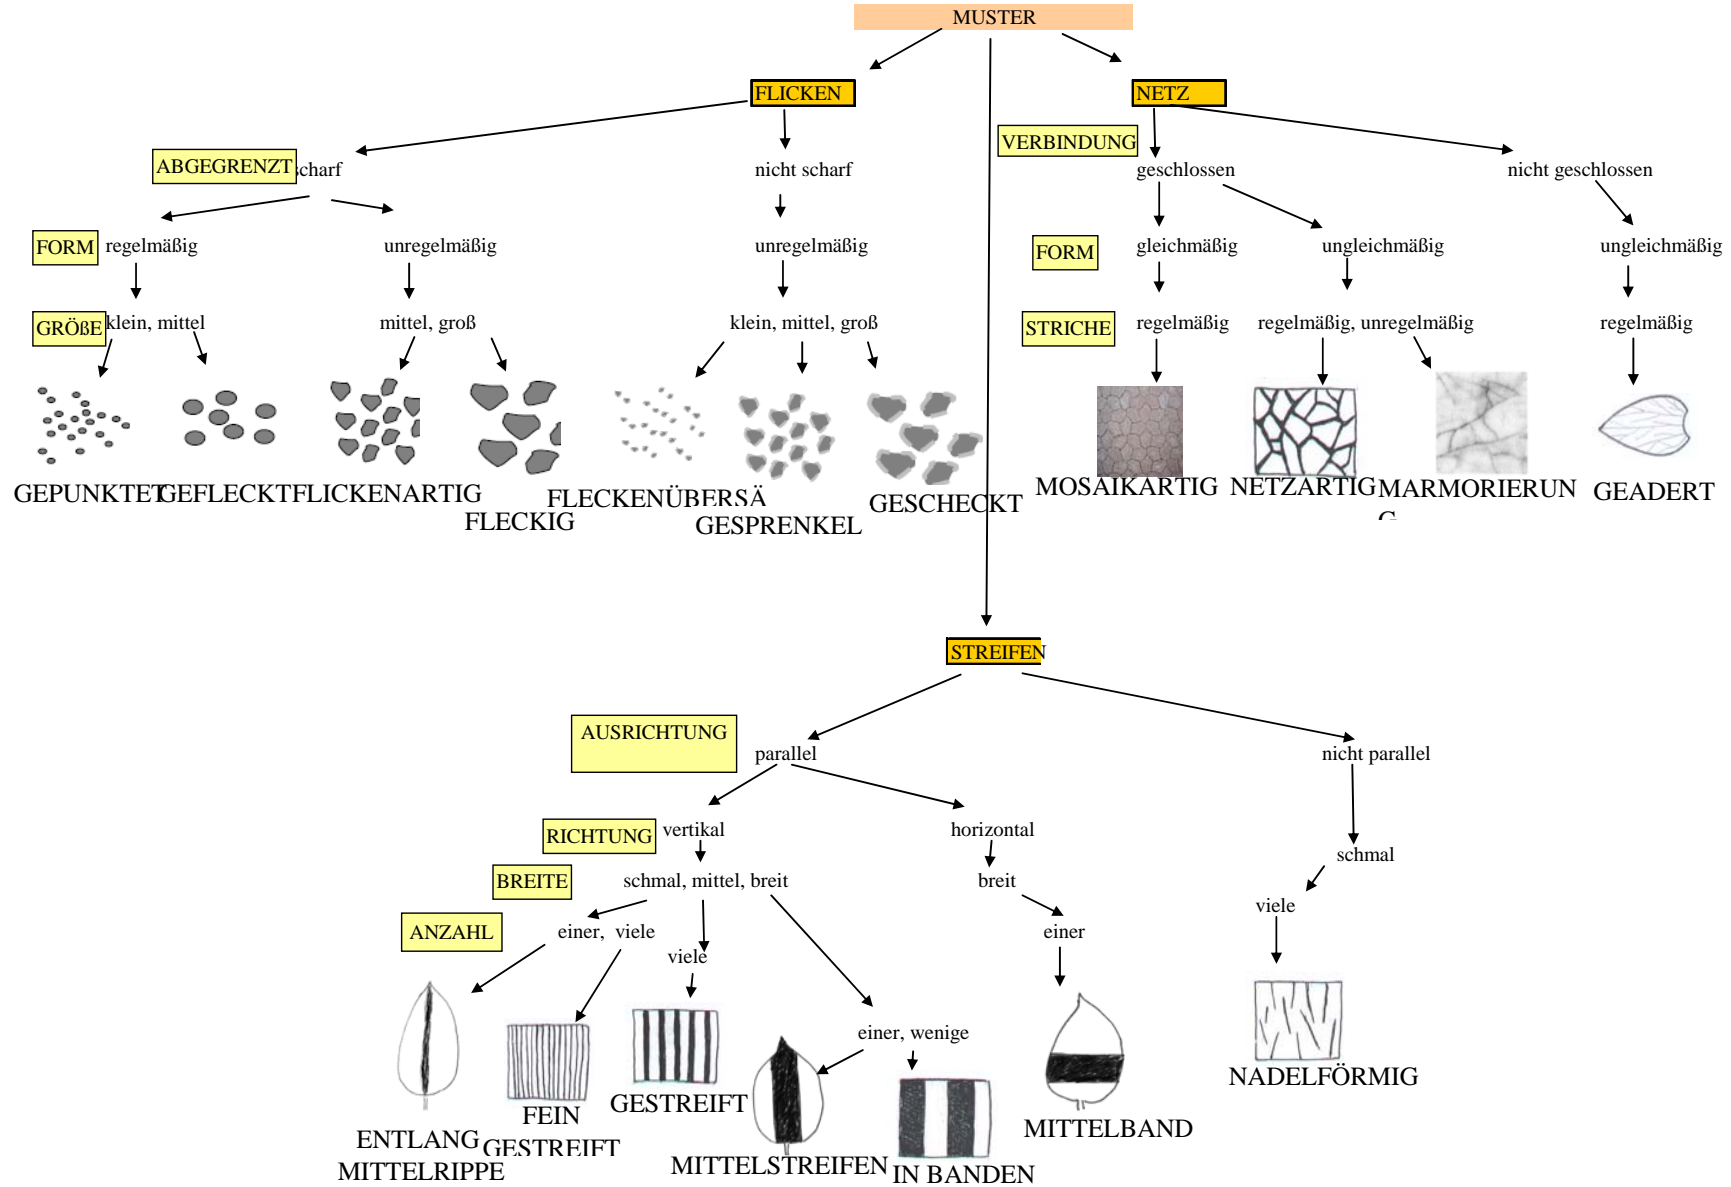 MUSTER
FLICKEN
NETZ
VERBINDUNG
ABGEGRENZT
scharf
nicht scharf
geschlossen
nicht geschlossen
FORM
regelmäßig
unregelmäßig
unregelmäßig
FORM
gleichmäßig
ungleichmäßig
ungleichmäßig
GRÖßE
klein, mittel
mittel, groß
klein, mittel, groß
STRICHE
regelmäßig
regelmäßig, unregelmäßig
regelmäßig
GEPUNKTET
GEFLECKT
FLICKENARTIG
FLECKIG
FLECKENÜBERSÄ
GESPRENKEL
GESCHECKT
MOSAIKARTIG
NETZARTIG
MARMORIERUN
G
GEADERT
STREIFEN
AUSRICHTUNG
parallel
nicht parallel
RICHTUNG
vertikal
horizontal
schmal
BREITE
schmal, mittel, breit
breit
viele
ANZAHL
einer, viele
viele
einer
einer, wenige
ENTLANG
MITTELRIPPE
FEIN
GESTREIFT
GESTREIFT
MITTELSTREIFEN
IN BANDEN
MITTELBAND
NADELFÖRMIG